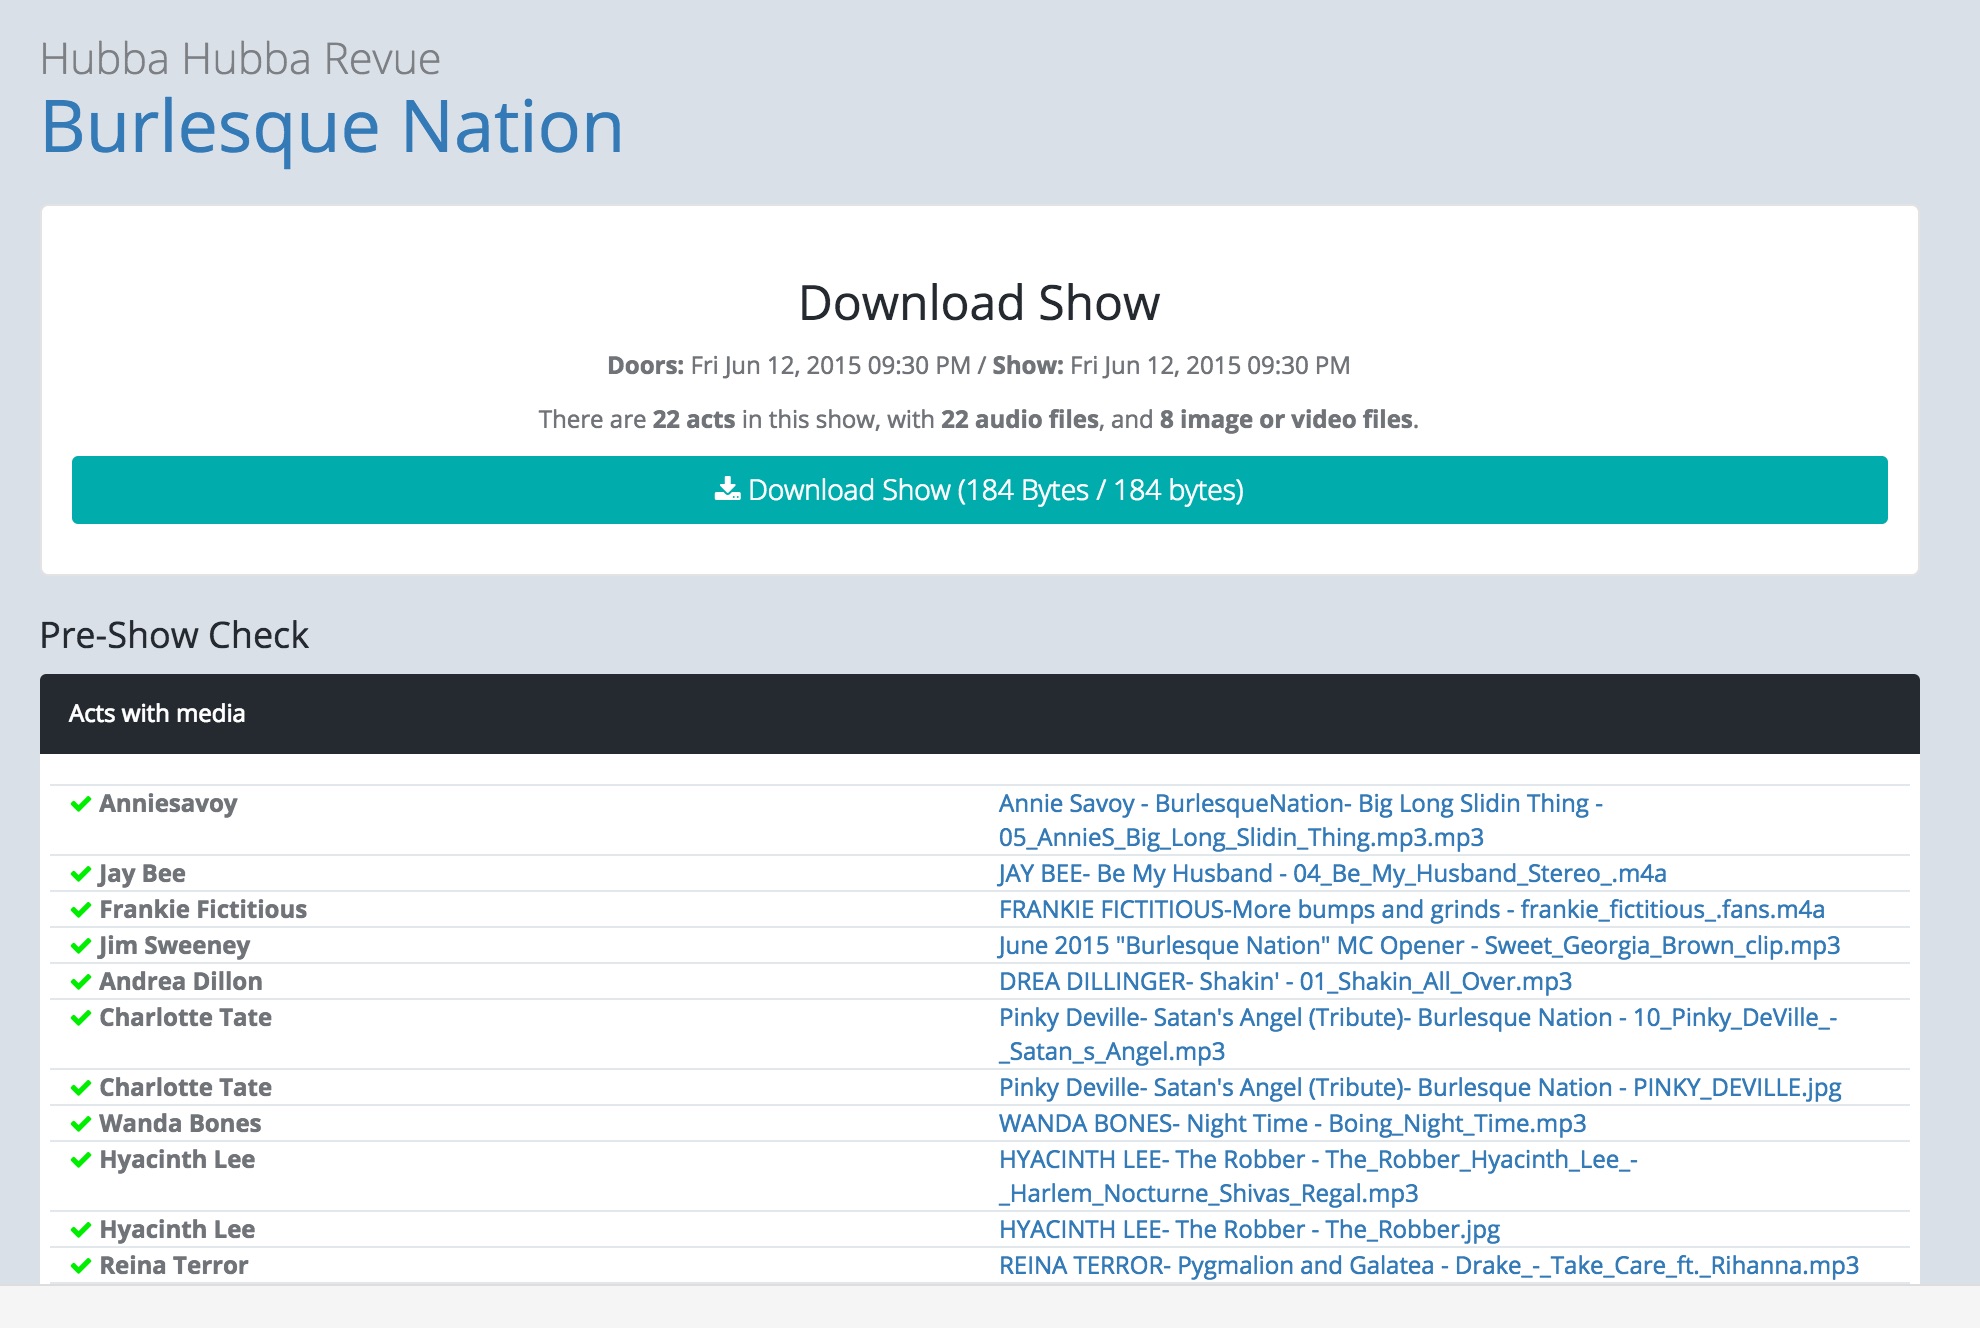 Hubba Hubba Revue
Burlesque Nation
Download Show
Doors: Fri Jun 12, 2015 09:30 PM / Show: Fri Jun 12, 2015 09:30 PM
There are 22 acts in this show, with 22 audio files, and 8 image or video files.
Download Show (184 Bytes / 184 bytes)
Pre-Show Check
Acts with media
Anniesavoy
Annie Savoy - BurlesqueNation- Big Long Slidin Thing -
05_AnnieS_Big_Long_Slidin_Thing.mp3.mp3
Jay Bee
JAY BEE- Be My Husband - 04_Be_My_Husband_Stereo_.m4a
Frankie Fictitious
FRANKIE FICTITIOUS-More bumps and grinds - frankie_fictitious_.fans.m4a
Jim Sweeney
June 2015 "Burlesque Nation" MC Opener - Sweet_Georgia_Brown_clip.mp3
Andrea Dillon
DREA DILLINGER- Shakin' - 01_Shakin_All_Over.mp3
Charlotte Tate
Pinky Deville- Satan's Angel (Tribute)- Burlesque Nation - 10_Pinky_DeVille_-
_Satan_s_Angel.mp3
Charlotte Tate
Pinky Deville- Satan's Angel (Tribute)- Burlesque Nation - PINKY_DEVILLE.jpg
Wanda Bones
WANDA BONES- Night Time - Boing_Night_Time.mp3
Hyacinth Lee
HYACINTH LEE- The Robber - The_Robber_Hyacinth_Lee_-
_Harlem_Nocturne_Shivas_Regal.mp3
Hyacinth Lee
HYACINTH LEE- The Robber - The_Robber.jpg
Reina Terror
REINA TERROR- Pygmalion and Galatea - Drake_-_Take_Care_ft._Rihanna.mp3